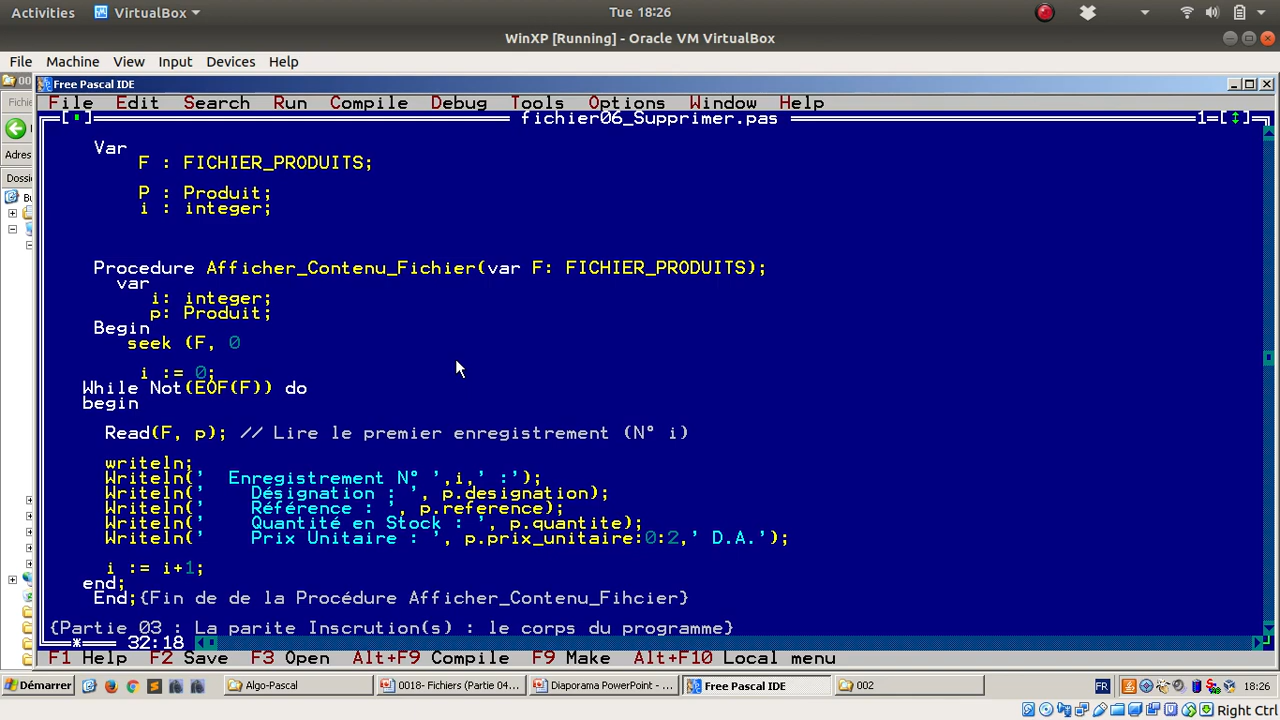 Activities VirtualBox Tue 18:26
WinXP [Running] - Oracle VM VirtualBox
File Machine View Input Devices Help
Free Pascal IDE
File Edit Search Run Compile Debug Tools Options Window Help
fichier06_Supprimer.pas 1
Var
F : FICHIER_PRODUITS;
P : Produit;
i : integer;
Procedure Afficher_Contenu_Fichier(var F: FICHIER_PRODUITS);
var
i: integer;
p: Produit;
Begin
seek (F, 0
i := 0;
While Not(EOF(F)) do
begin
Read(F, p); // Lire le premier enregistrement (N° i)
writeln;
Writeln('  Enregistrement N° ',i,' :');
Writeln('    Désignation : ', p.designation);
Writeln('    Référence : ', p.reference);
Writeln('    Quantité en Stock : ', p.quantite);
Writeln('    Prix Unitaire : ', p.prix_unitaire:0:2,' D.A.');
i := i+1;
end;
End;{Fin de de la Procédure Afficher_Contenu_Fihcier}
{Partie 03 : La parite Inscrution(s) : le corps du programme}
32:18
F1 Help F2 Save F3 Open Alt+F9 Compile F9 Make Alt+F10 Local menu
Démarrer Algo-Pascal 0018- Fichiers (Partie 04... Diaporama PowerPoint - ... Free Pascal IDE 002 FR 18:26
Right Ctrl